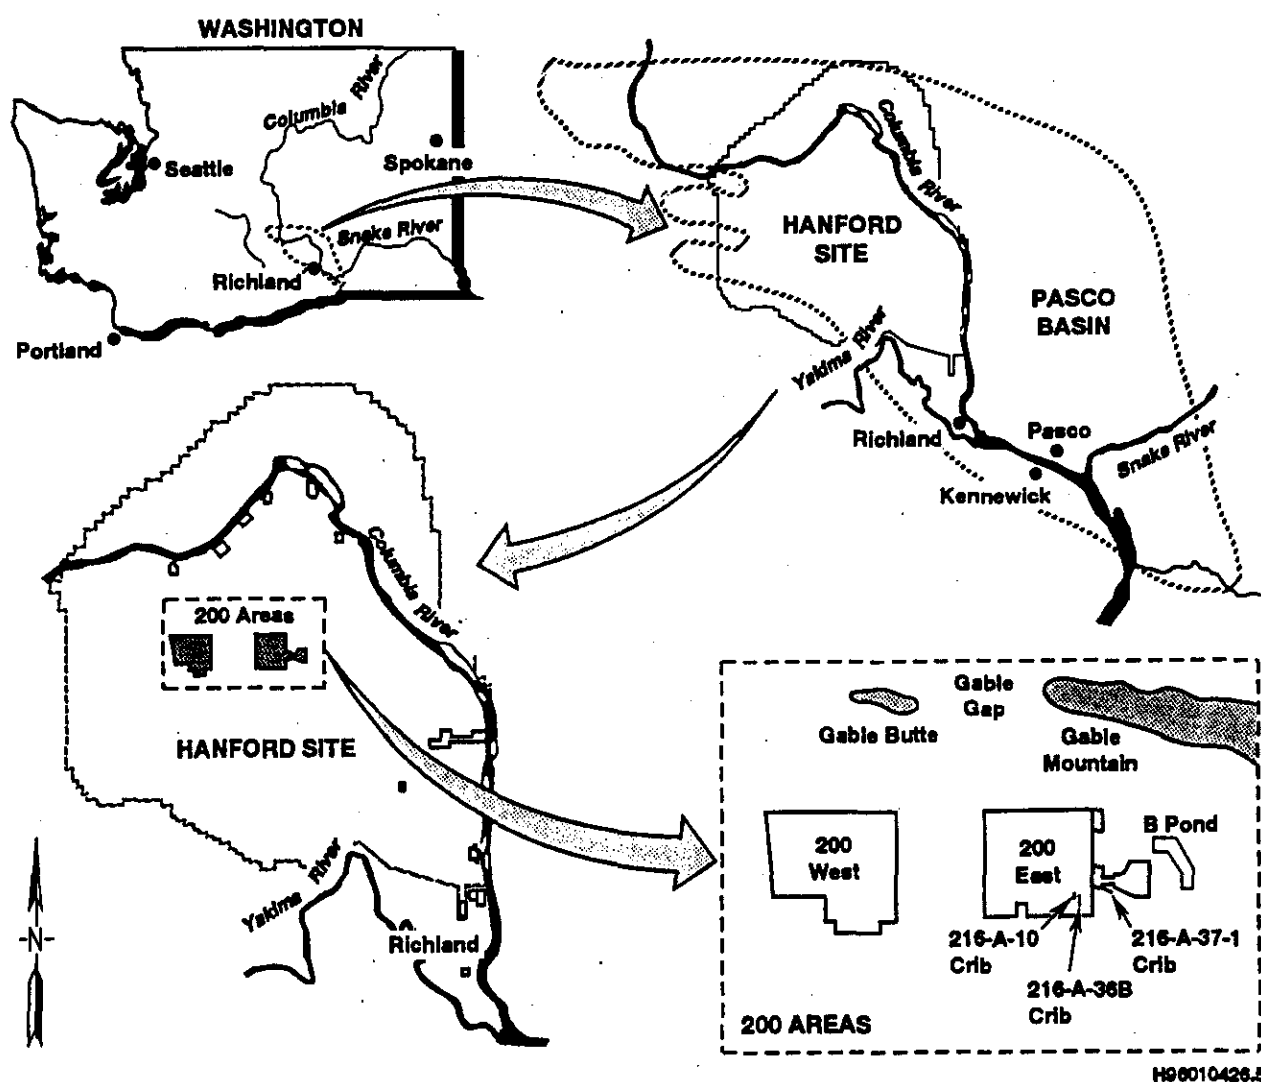 WASHINGTON
Columbia River
Seattle
Spokane
Snake River
Richland
Portland
Columbia River
HANFORD
SITE
PASCO
BASIN
Yakima River
Richland
Pasco
Kennewick
Snake River
Columbia River
200 Areas
HANFORD SITE
Yakima River
Richland
N
Gable
Gap
Gable Butte
Gable
Mountain
200
West
200
East
B Pond
216-A-10
Crib
216-A-37-1
Crib
216-A-36B
Crib
200 AREAS
H96010426.5